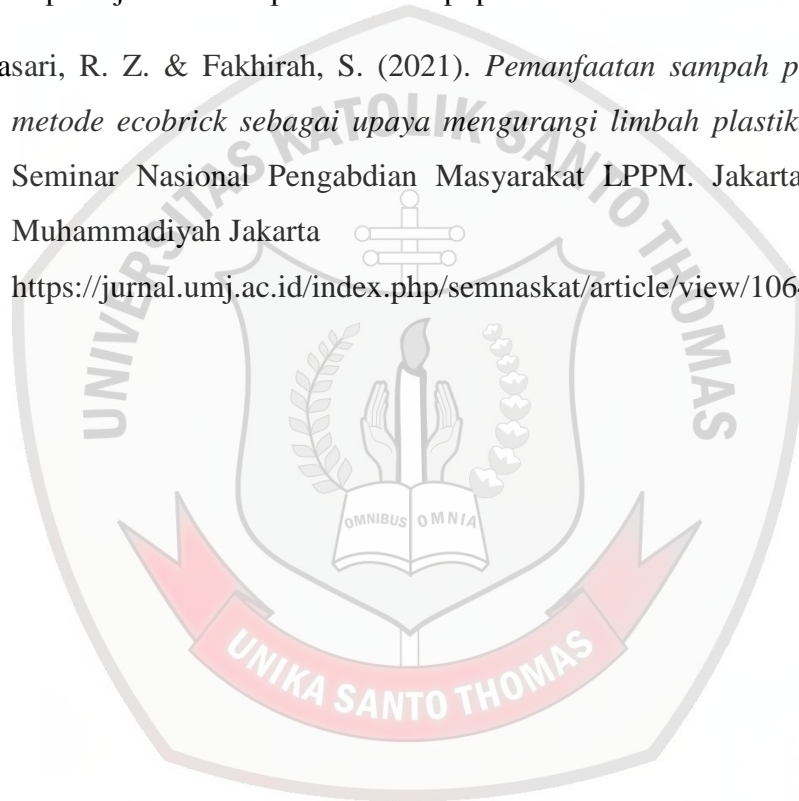 asari, R. Z. & Fakhirah, S. (2021). Pemanfaatan sampah p
metode ecobrick sebagai upaya mengurangi limbah plastik
Seminar Nasional Pengabdian Masyarakat LPPM. Jakarta
Muhammadiyah Jakarta
https://jurnal.umj.ac.id/index.php/semnaskat/article/view/106
UNIVERSITAS KATOLIK SANTO THOMAS
OMNIBUS OMNIA
UNIKA SANTO THOMAS